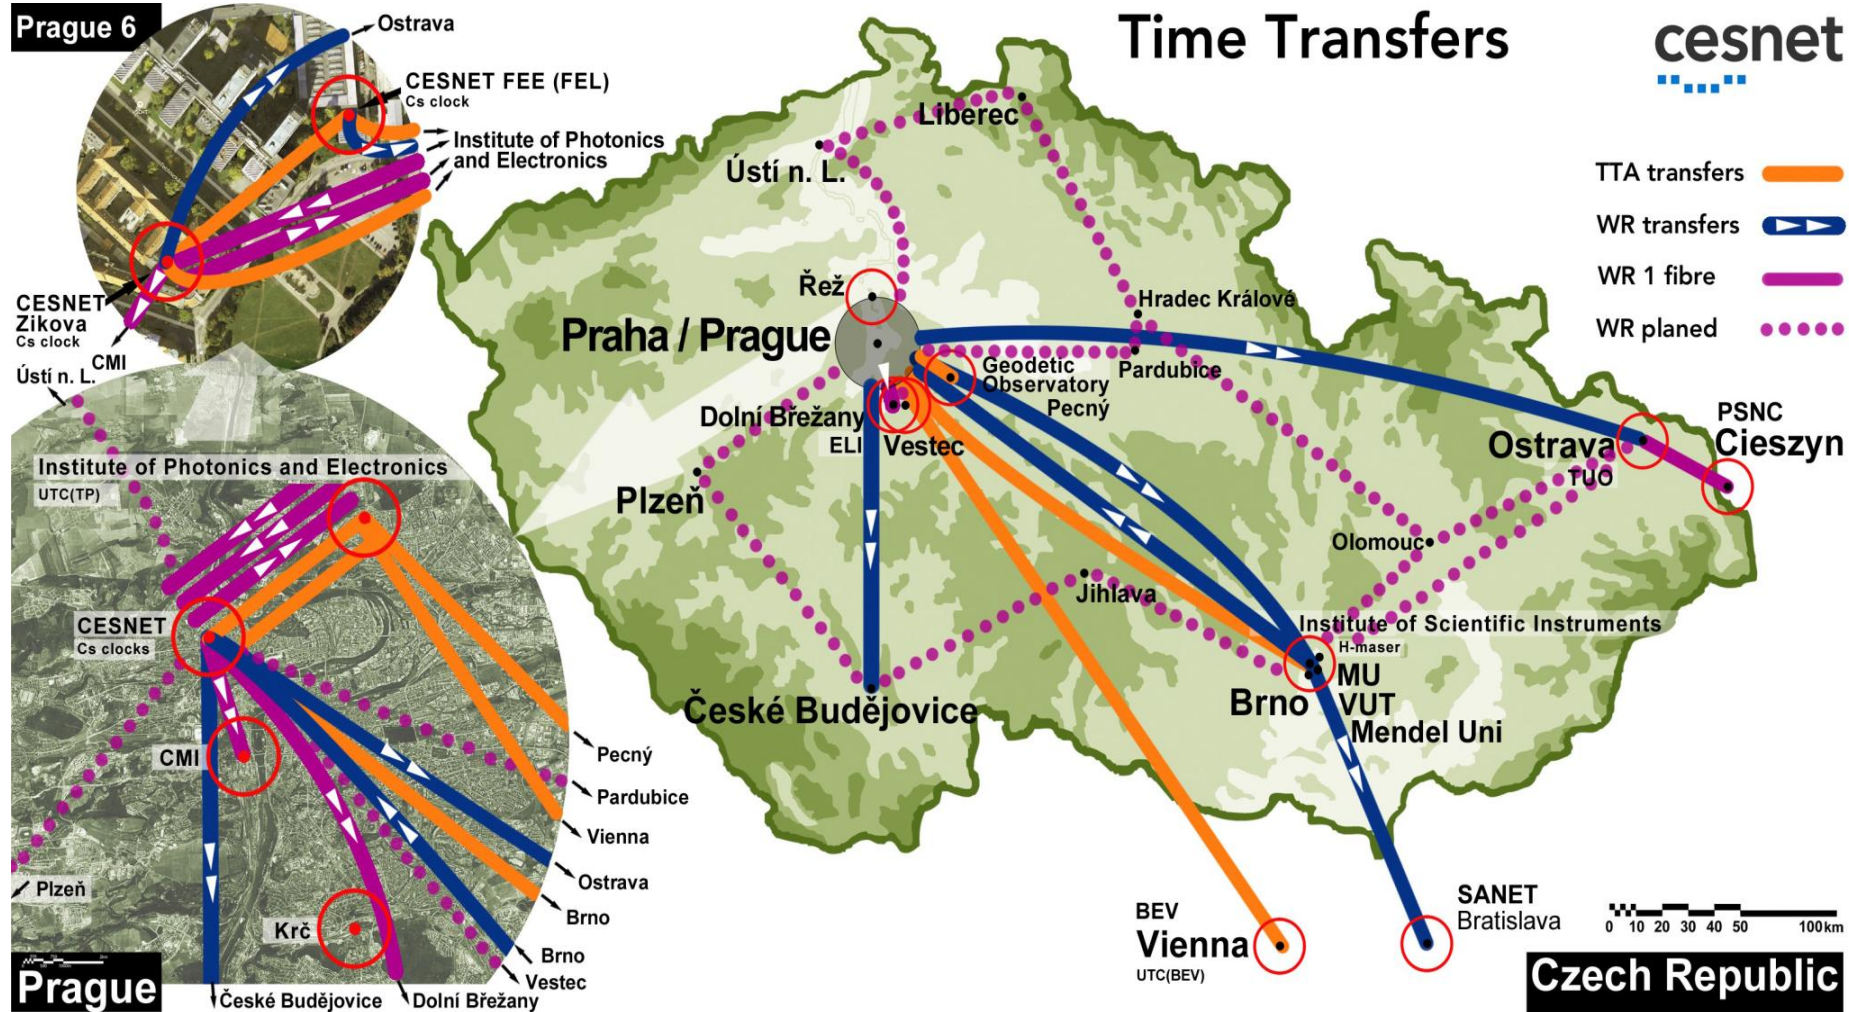 Prague 6
Ostrava
CESNET FEE (FEL)
Cs clock
Institute of Photonics
and Electronics
CESNET
Zikova
Cs clock
CMI
Ústí n. L.
Time Transfers
cesnet
TTA transfers
WR transfers
WR 1 fibre
WR planed
Liberec
Ústí n. L.
Řež
Praha / Prague
Hradec Králové
Pardubice
Geodetic
Observatory
Pecný
Dolní Břežany
ELI
Vestec
Plzeň
Ostrava
TUO
PSNC
Cieszyn
Olomouc
Jihlava
Institute of Scientific Instruments
H-maser
MU
VUT
Mendel Uni
Brno
České Budějovice
BEV
Vienna
UTC(BEV)
SANET
Bratislava
Institute of Photonics and Electronics
UTC(TP)
CESNET
Cs clocks
CMI
Krč
Plzeň
Pecný
Pardubice
Vienna
Ostrava
Brno
Brno
Vestec
Dolní Břežany
České Budějovice
Prague
0 10 20 30 40 50 100km
Czech Republic